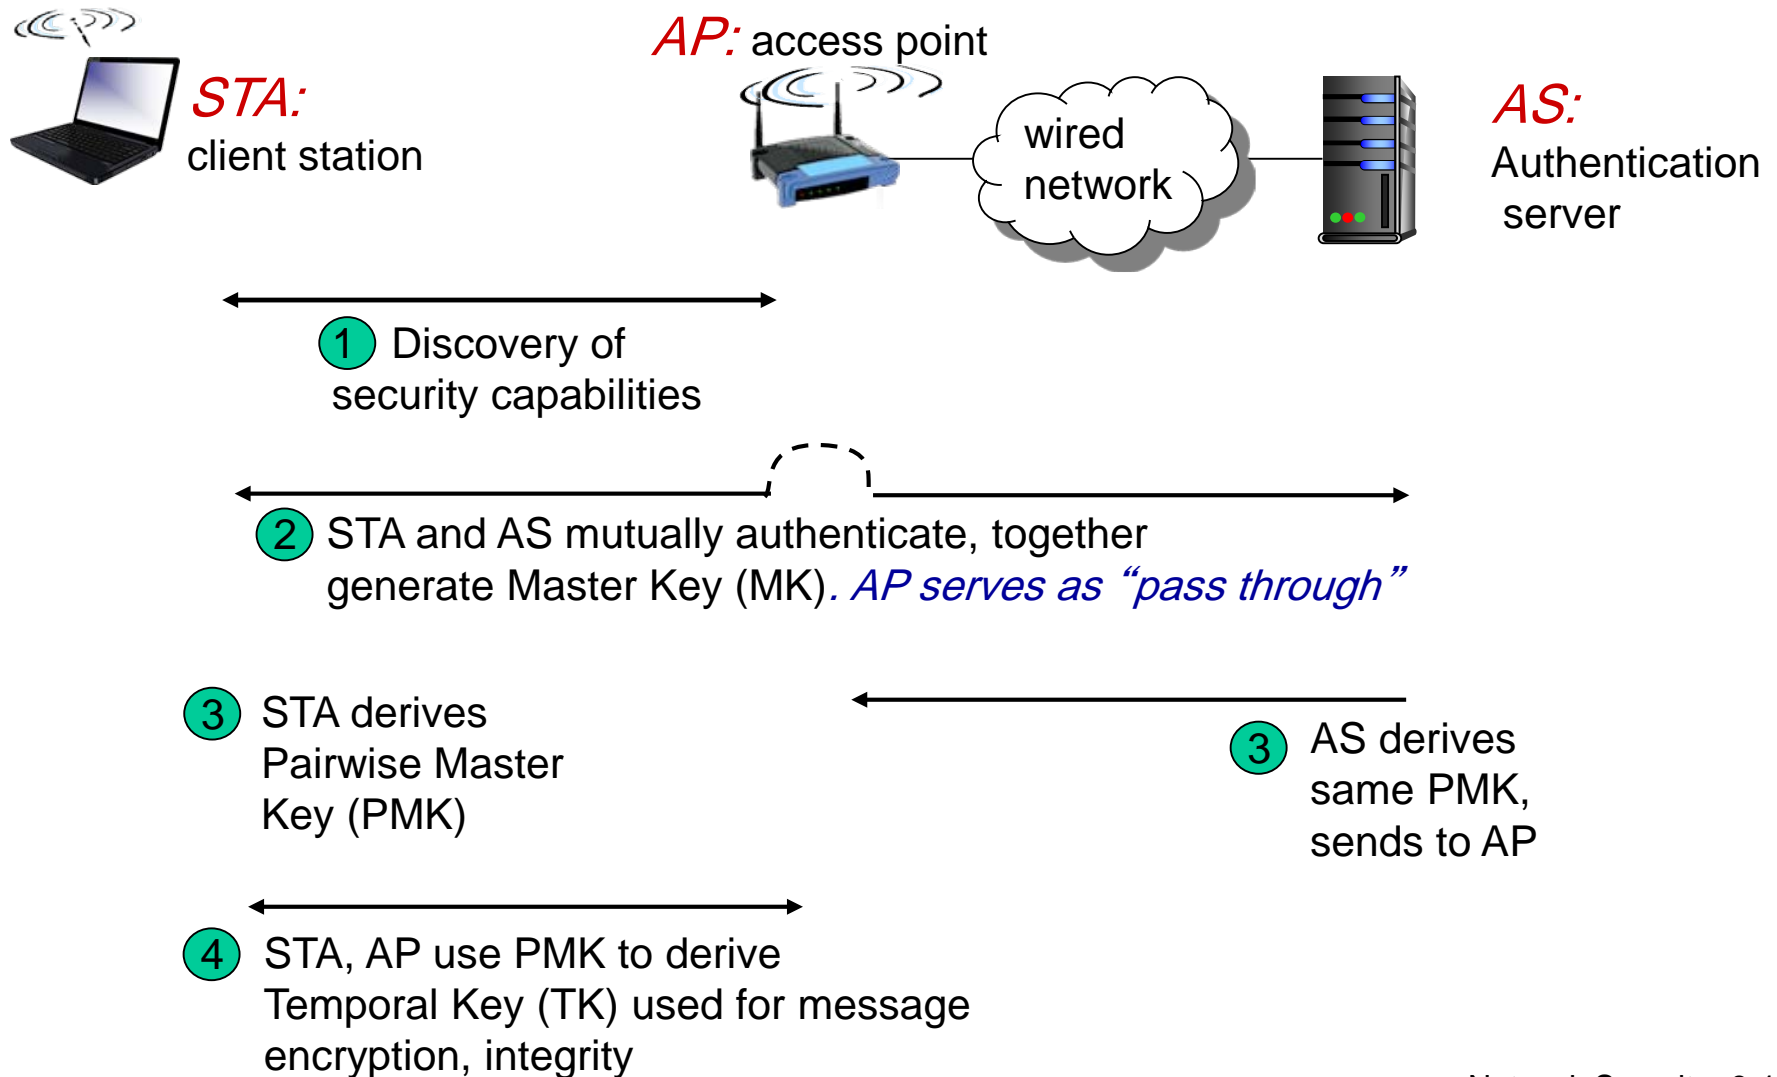 AP: access point
STA:
client station
wired
network
AS:
Authentication
server
1 Discovery of
security capabilities
2 STA and AS mutually authenticate, together
generate Master Key (MK). AP serves as “pass through”
3 STA derives
Pairwise Master
Key (PMK)
3 AS derives
same PMK,
sends to AP
4 STA, AP use PMK to derive
Temporal Key (TK) used for message
encryption, integrity